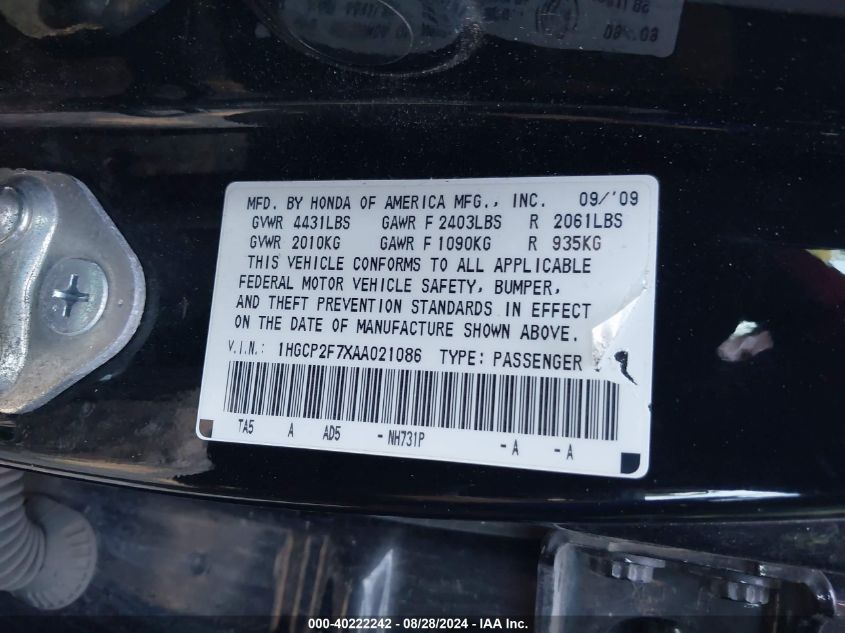 MFD. BY HONDA OF AMERICA MFG., INC. 09/'09
GVWR 4431LBS GAWR F 2403LBS R 2061LBS
GVWR 2010KG GAWR F 1090KG R 935KG
THIS VEHICLE CONFORMS TO ALL APPLICABLE
FEDERAL MOTOR VEHICLE SAFETY, BUMPER,
AND THEFT PREVENTION STANDARDS IN EFFECT
ON THE DATE OF MANUFACTURE SHOWN ABOVE.
V.I.N.: 1HGCP2F7XAA021086 TYPE: PASSENGER
TA5 A AD5 -NH731P -A -A
000-40222242 - 08/28/2024 - IAA Inc.